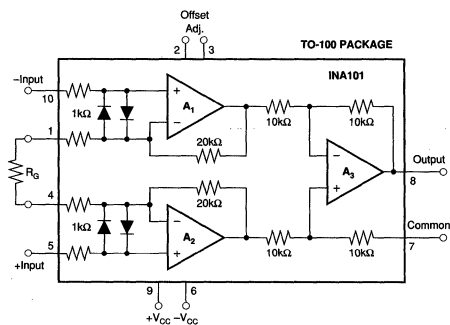 Offset
Adj.
2 3
TO-100 PACKAGE
INA101
–Input
10
1kΩ
+
A1
–
1
20kΩ
10kΩ
10kΩ
RG
–
A3
+
Output
8
4
20kΩ
1kΩ
–
A2
+
10kΩ
10kΩ
Common
7
5
+Input
9 6
+VCC –VCC